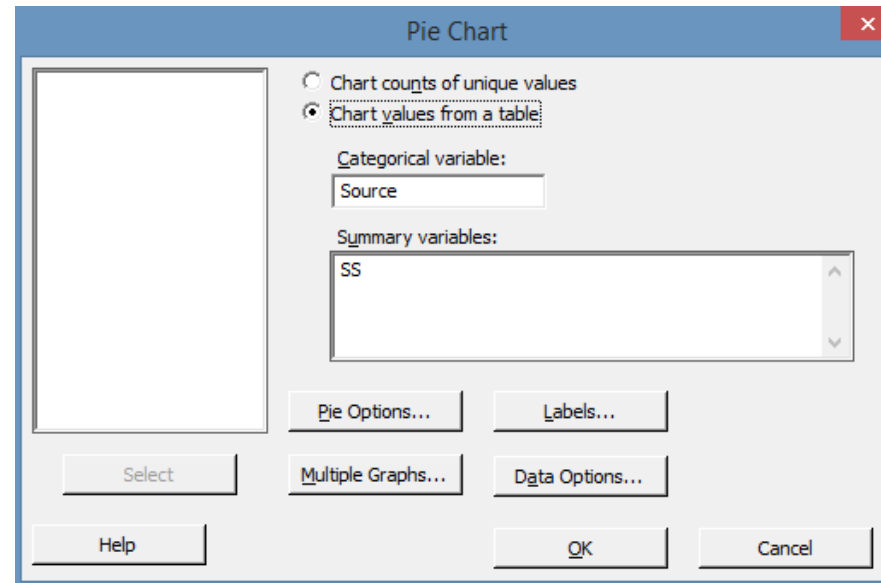 Pie Chart
Chart counts of unique values
Chart values from a table
Categorical variable:
Source
Summary variables:
SS
Pie Options...
Labels...
Select
Multiple Graphs...
Data Options...
Help
OK
Cancel